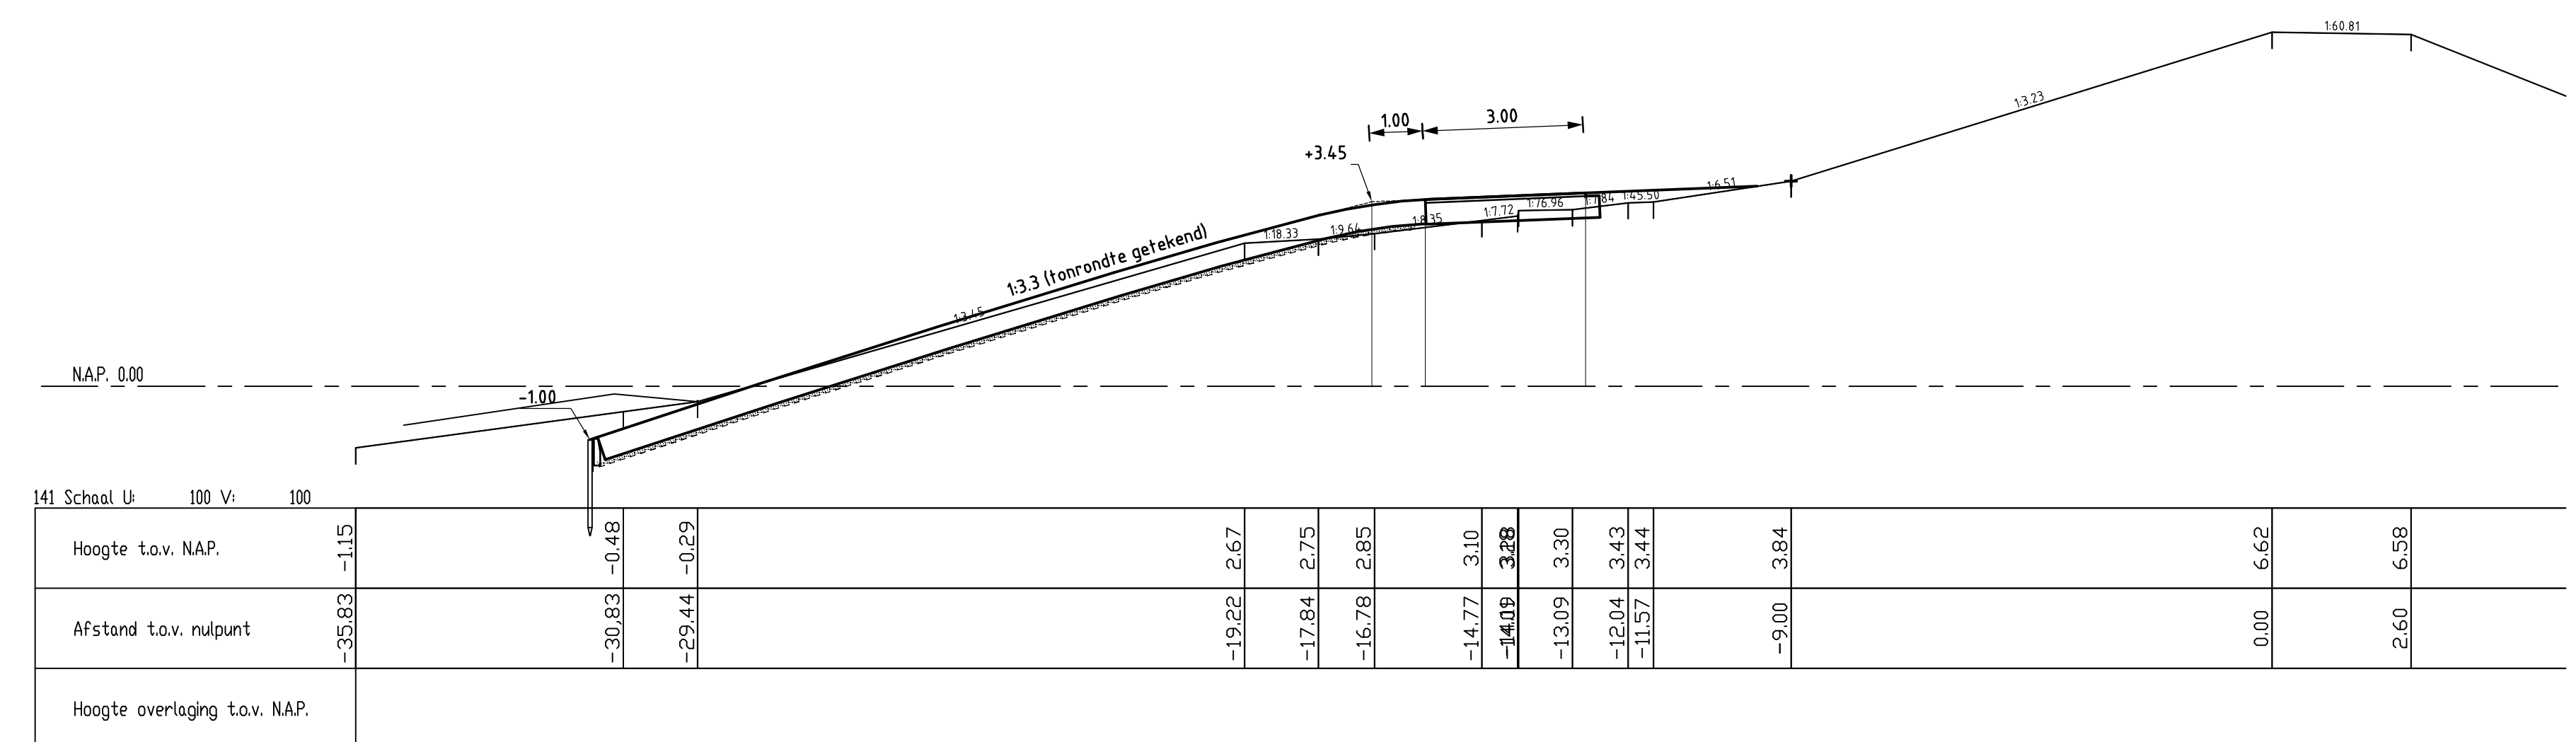 1:60.81
1:3.23
1.00 3.00
+3.45
1:6.51
1:45.50
1:76.96
1:7.72
1:8.35
1:9.64
1:18.33
1:3.3 (tonrondte getekend)
1:3.45
N.A.P. 0.00
-1.00
141 Schaal U: 100 V: 100
Hoogte t.o.v. N.A.P. -1.15 -0.48 -0.29 2.67 2.75 2.85 3.10 3.30 3.43 3.44 3.84 6.62 6.58
Afstand t.o.v. nulpunt -35,83 -30,83 -29,44 -19.22 -17,84 -16.78 -14.77 -13.09 -12.04 -11.57 -9.00 0.00 2.60
Hoogte overlaging t.o.v. N.A.P.